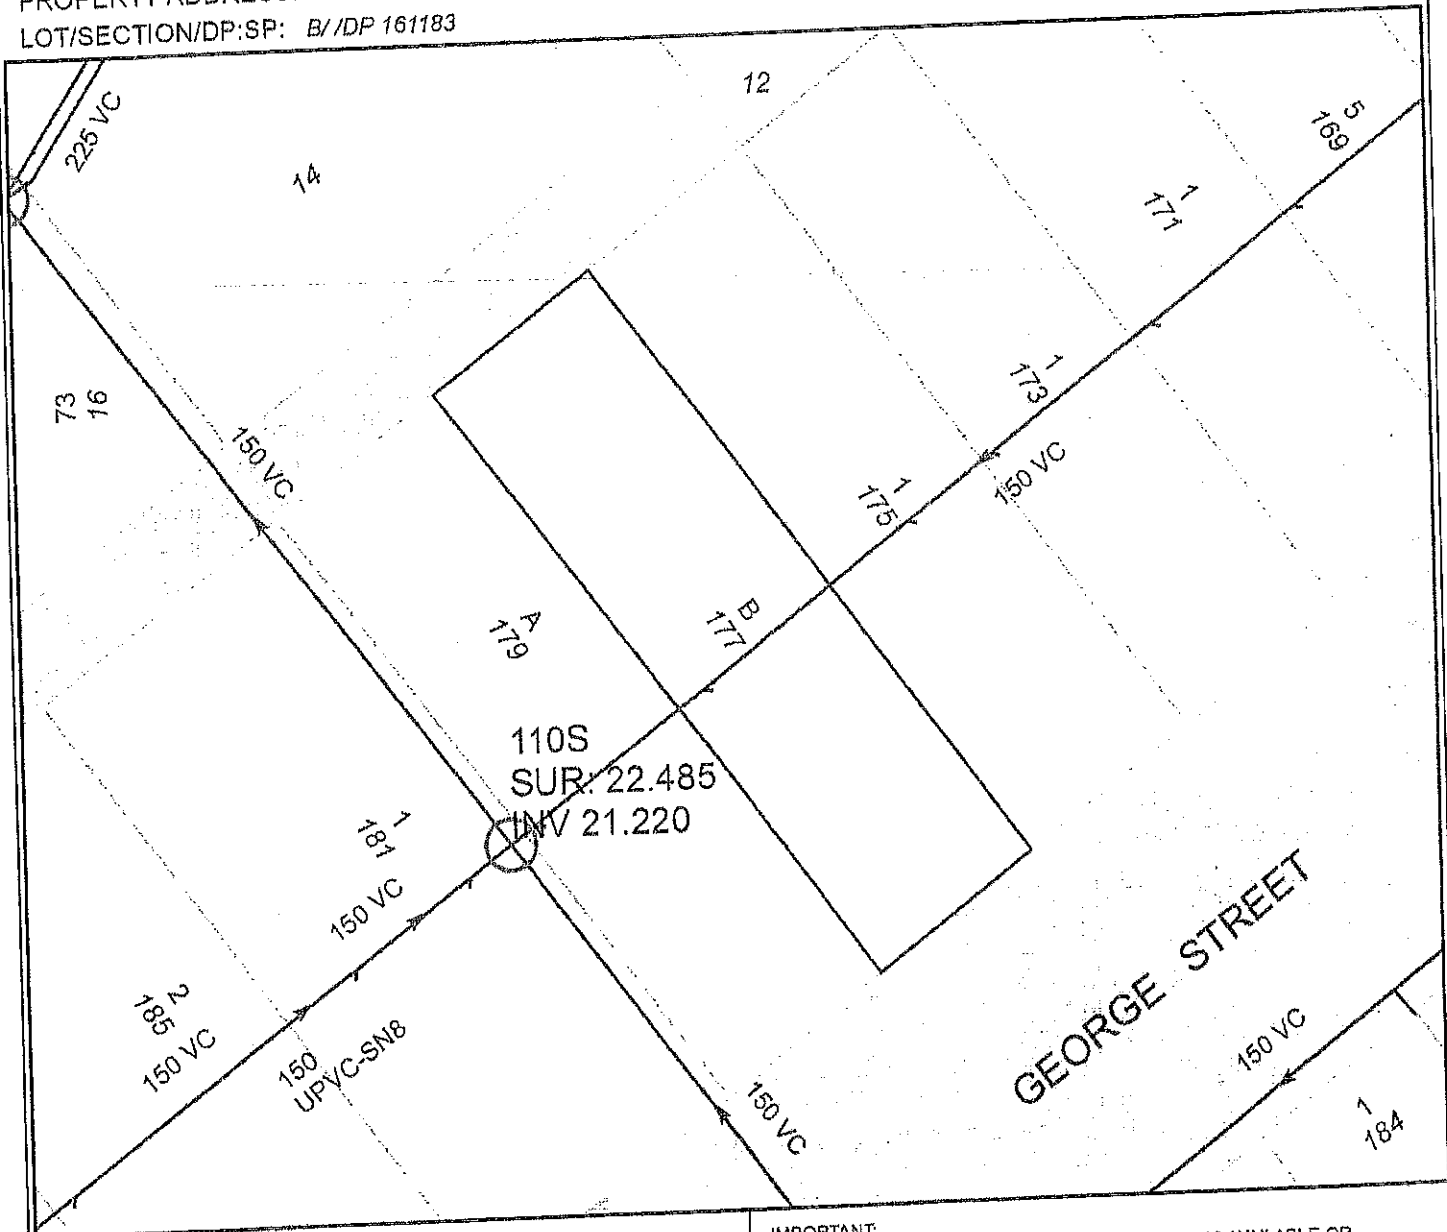 LOT/SECTION/DP:SP: B/ /DP 161183
12
225 VC
14
5
169
1
171
73
16
1
173
150 VC
150 VC
1
175
B
177
A
179
110S
SUR: 22.485
INV 21.220
1
181
150 VC
2
185
150 VC
150
UPVC-SN8
150 VC
GEORGE STREET
150 VC
1
184
IMPORTANT: